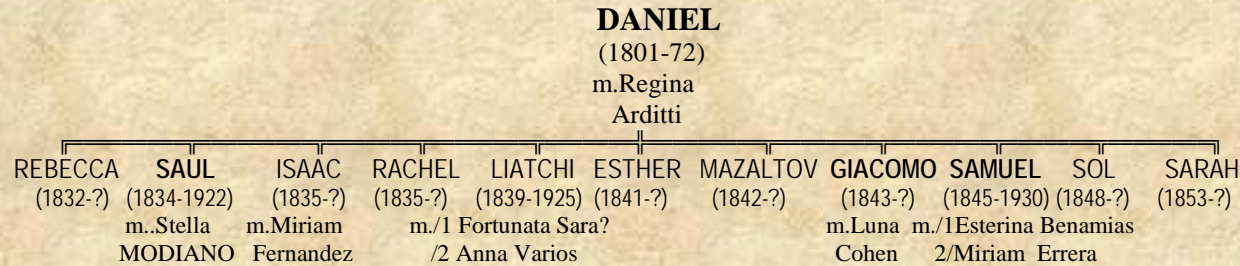 DANIEL
(1801-72)
m.Regina
Arditti
REBECCA SAUL ISAAC RACHEL LIATCHI ESTHER MAZALTOV GIACOMO SAMUEL SOL SARAH
(1832-?) (1834-1922) (1835-?) (1835-?) (1839-1925) (1841-?) (1842-?) (1843-?) (1845-1930) (1848-?) (1853-?)
m..Stella m.Miriam m./1 Fortunata Sara? m.Luna m./1Esterina Benamias
MODIANO Fernandez /2 Anna Varios Cohen 2/Miriam Errera